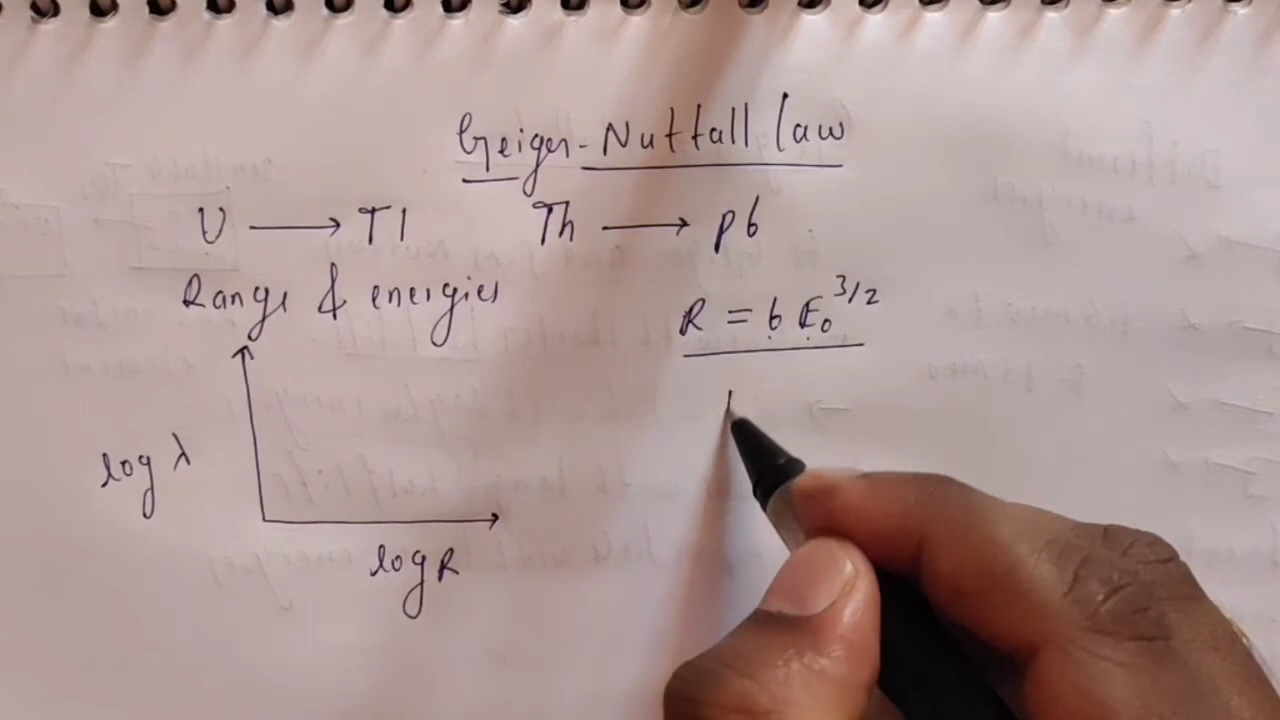 Geiger-Nuttall law
U → Tl Th → Pb
Range & energies
R = b E₀^3/2
log λ
log R